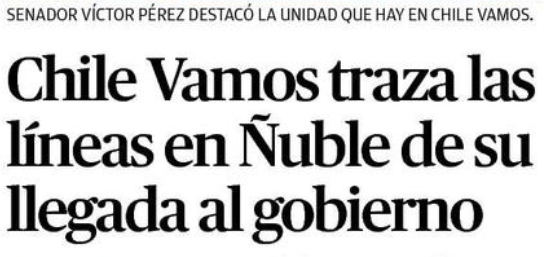 SENADOR VÍCTOR PÉREZ DESTACÓ LA UNIDAD QUE HAY EN CHILE VAMOS.
Chile Vamos traza las
líneas en Ñuble de su
llegada al gobierno